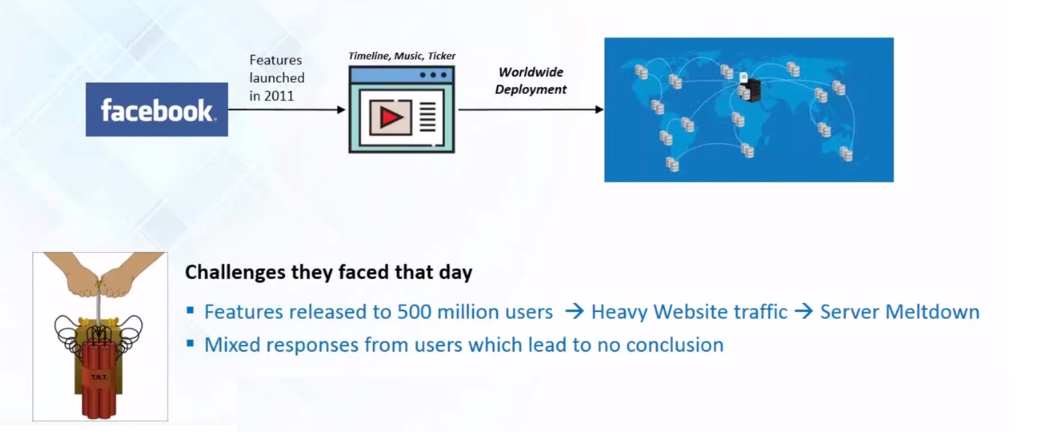 Timeline, Music, Ticker
Features
launched
in 2011
facebook.
Worldwide
Deployment
Challenges they faced that day
▪ Features released to 500 million users → Heavy Website traffic → Server Meltdown
▪ Mixed responses from users which lead to no conclusion
T.N.T.